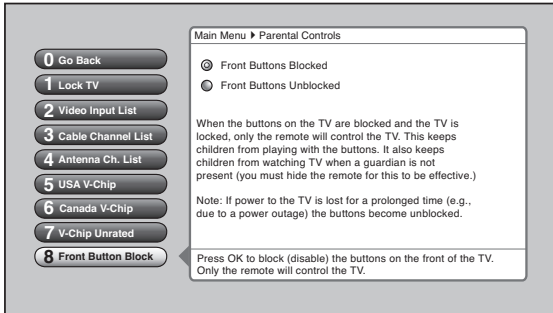 Main Menu ▸ Parental Controls
0 Go Back
1 Lock TV
2 Video Input List
3 Cable Channel List
4 Antenna Ch. List
5 USA V-Chip
6 Canada V-Chip
7 V-Chip Unrated
8 Front Button Block
Front Buttons Blocked
Front Buttons Unblocked
When the buttons on the TV are blocked and the TV is
locked, only the remote will control the TV. This keeps
children from playing with the buttons. It also keeps
children from watching TV when a guardian is not
present (you must hide the remote for this to be effective.)
Note: If power to the TV is lost for a prolonged time (e.g.,
due to a power outage) the buttons become unblocked.
Press OK to block (disable) the buttons on the front of the TV.
Only the remote will control the TV.